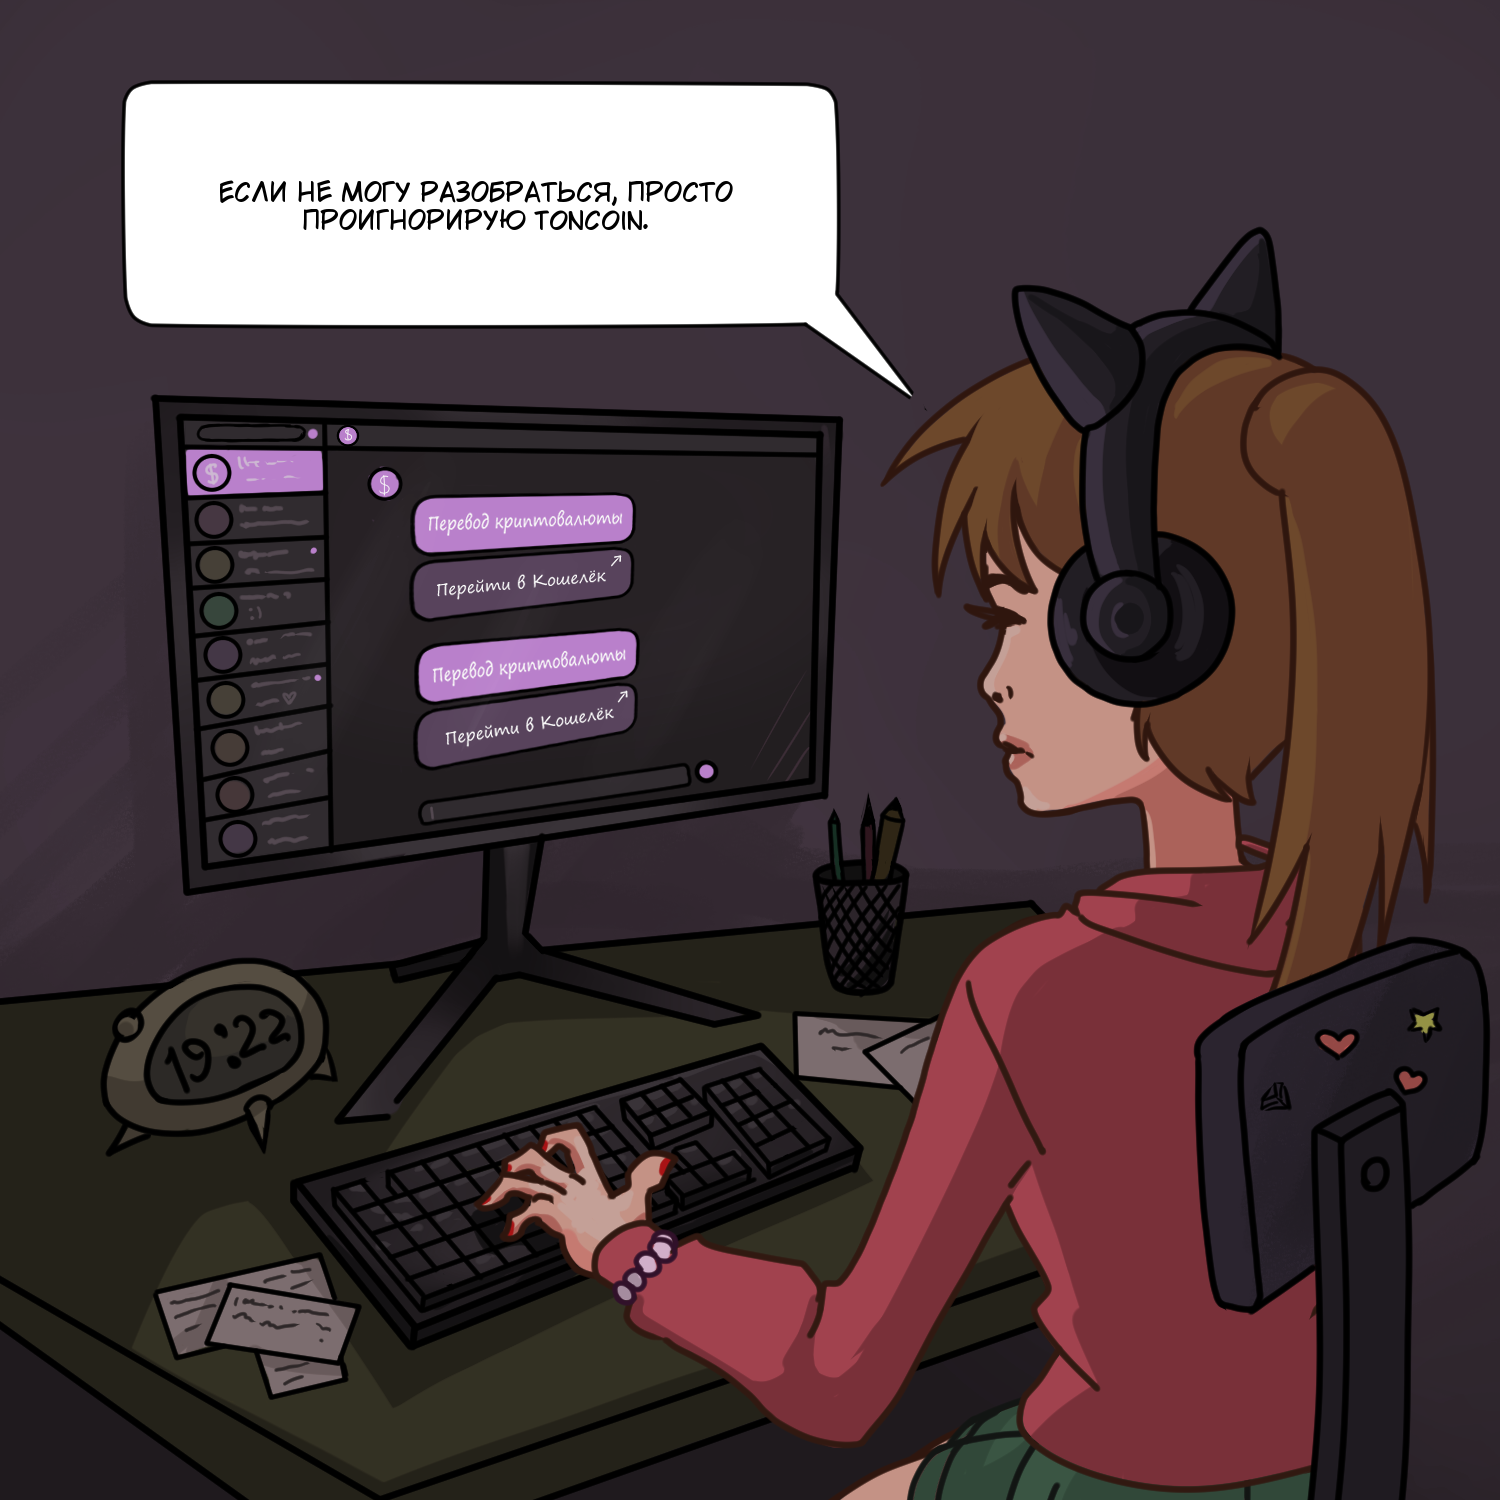 ЕСЛИ НЕ МОГУ РАЗОБРАТЬСЯ, ПРОСТО
ПРОИГНОРИРУЮ TONCOIN.
$
$
$
Перевод криптовалюты
Перейти в Кошелёк
:)
Перевод криптовалюты
Перейти в Кошелёк
19:22